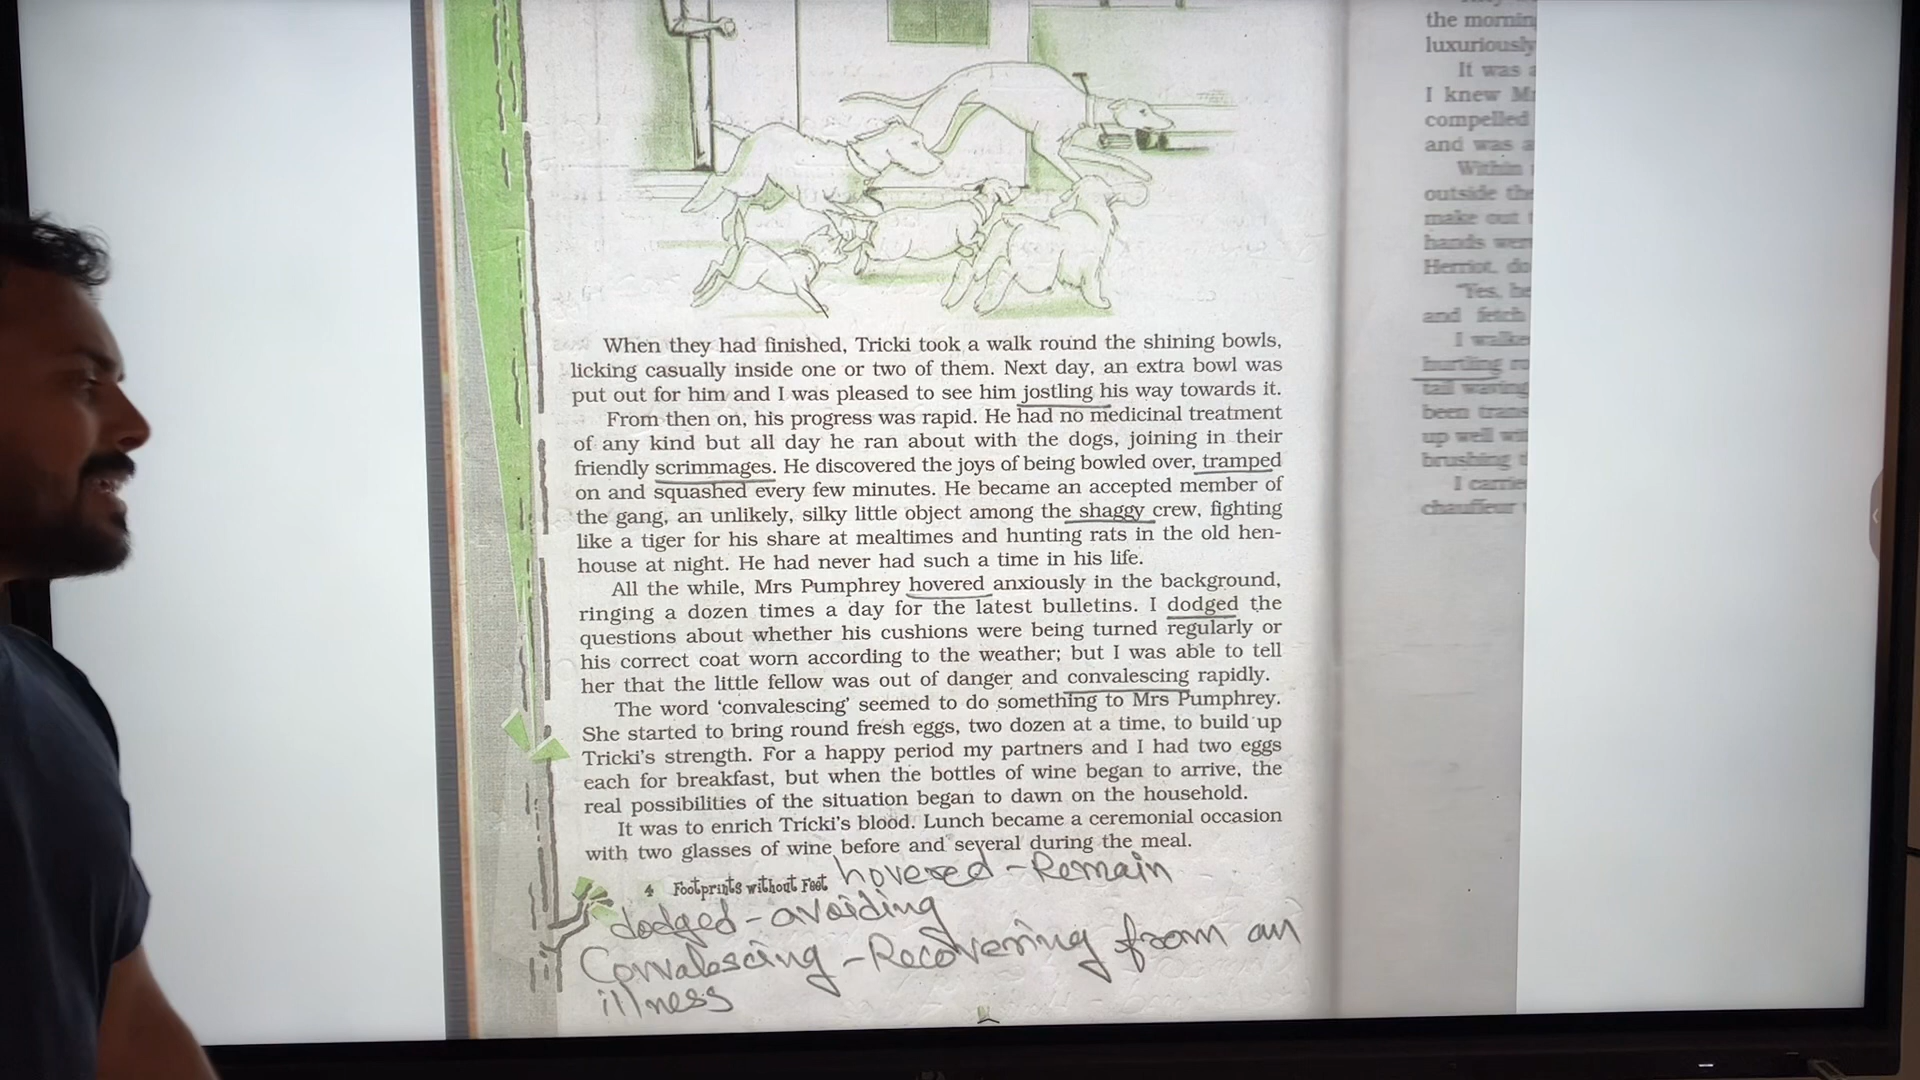 When they had finished, Tricki took a walk round the shining bowls,
licking casually inside one or two of them. Next day, an extra bowl was
put out for him and I was pleased to see him jostling his way towards it.
From then on, his progress was rapid. He had no medicinal treatment
of any kind but all day he ran about with the dogs, joining in their
friendly scrimmages. He discovered the joys of being bowled over, tramped
on and squashed every few minutes. He became an accepted member of
the gang, an unlikely, silky little object among the shaggy crew, fighting
like a tiger for his share at mealtimes and hunting rats in the old hen-
house at night. He had never had such a time in his life.
All the while, Mrs Pumphrey hovered anxiously in the background,
ringing a dozen times a day for the latest bulletins. I dodged the
questions about whether his cushions were being turned regularly or
his correct coat worn according to the weather; but I was able to tell
her that the little fellow was out of danger and convalescing rapidly.
The word ‘convalescing’ seemed to do something to Mrs Pumphrey.
She started to bring round fresh eggs, two dozen at a time, to build up
Tricki’s strength. For a happy period my partners and I had two eggs
each for breakfast, but when the bottles of wine began to arrive, the
real possibilities of the situation began to dawn on the household.
It was to enrich Tricki’s blood. Lunch became a ceremonial occasion
with two glasses of wine before and several during the meal.
4 Footprints without Feet
hovered - Remain
dodged - avoiding
Convalescing - Recovering from an
illness
the mornin
luxuriously
It was a
I knew M
compelled
and was a
Within
outside the
make out
hands wer
Herriot, do
“Yes, he
and fetch
I walke
hurtling ro
tail waving
been trans
up well wit
brushing t
I carrie
chauffeur